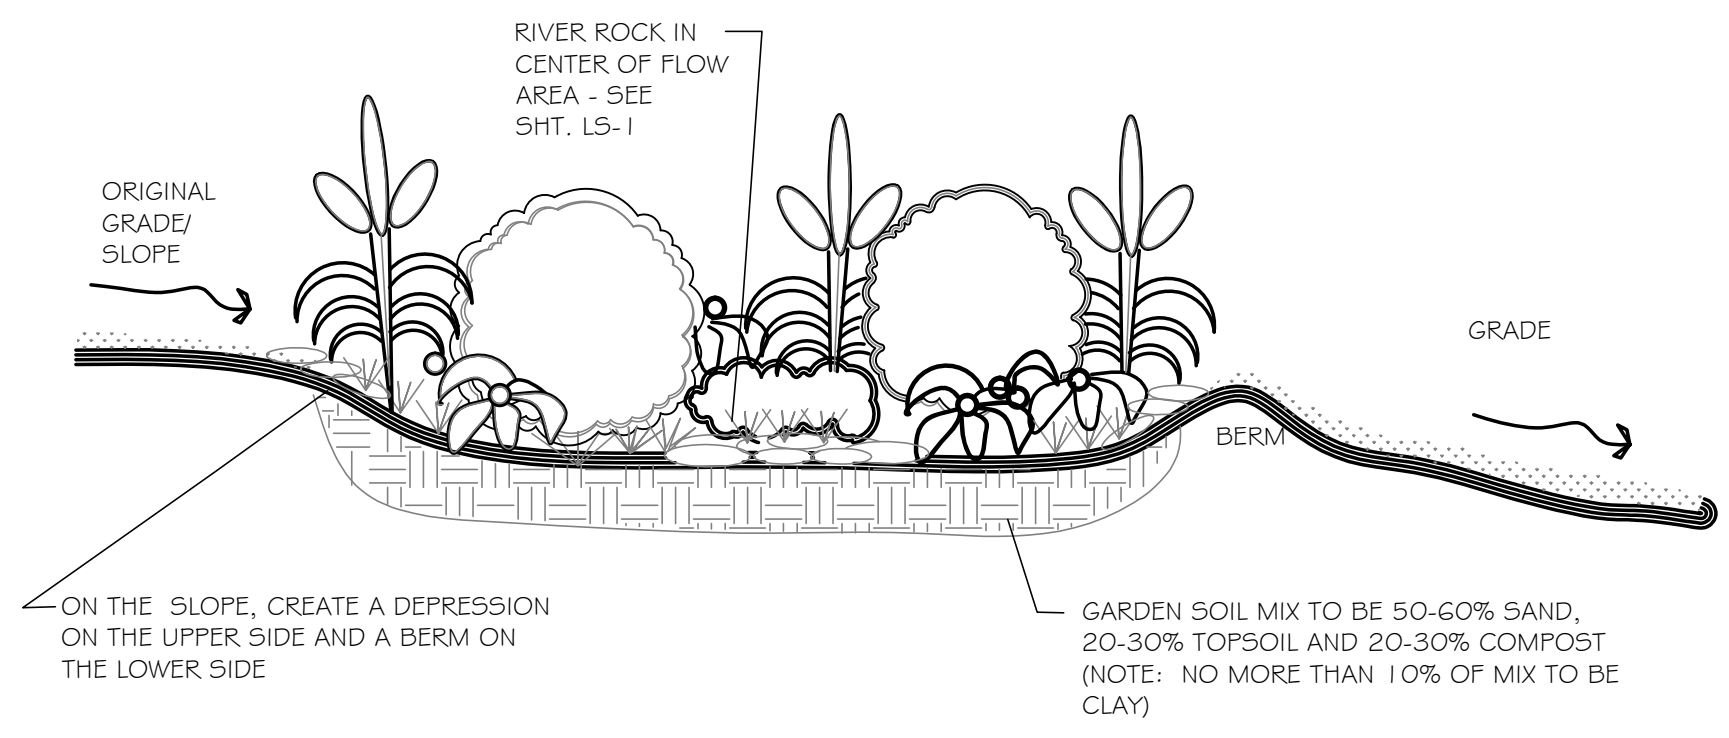 RIVER ROCK IN
CENTER OF FLOW
AREA - SEE
SHT. LS-1
ORIGINAL
GRADE/
SLOPE
GRADE
BERM
ON THE SLOPE, CREATE A DEPRESSION
ON THE UPPER SIDE AND A BERM ON
THE LOWER SIDE
GARDEN SOIL MIX TO BE 50-60% SAND,
20-30% TOPSOIL AND 20-30% COMPOST
(NOTE: NO MORE THAN 10% OF MIX TO BE
CLAY)